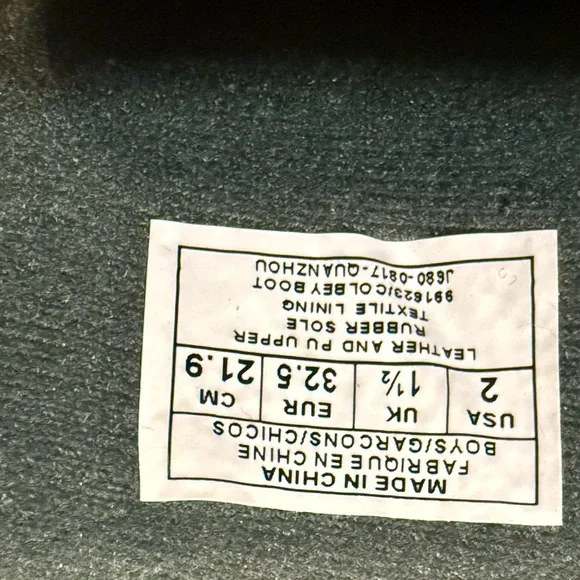 MADE IN CHINA
FABRIQUE EN CHINE
BOYS/GARCONS/CHICOS
USA UK EUR CM
2 1½ 32.5 21.9
LEATHER AND PU UPPER
RUBBER SOLE
TEXTILE LINING
991623/COLBEY BOOT
J680-0817-QUANZHOU